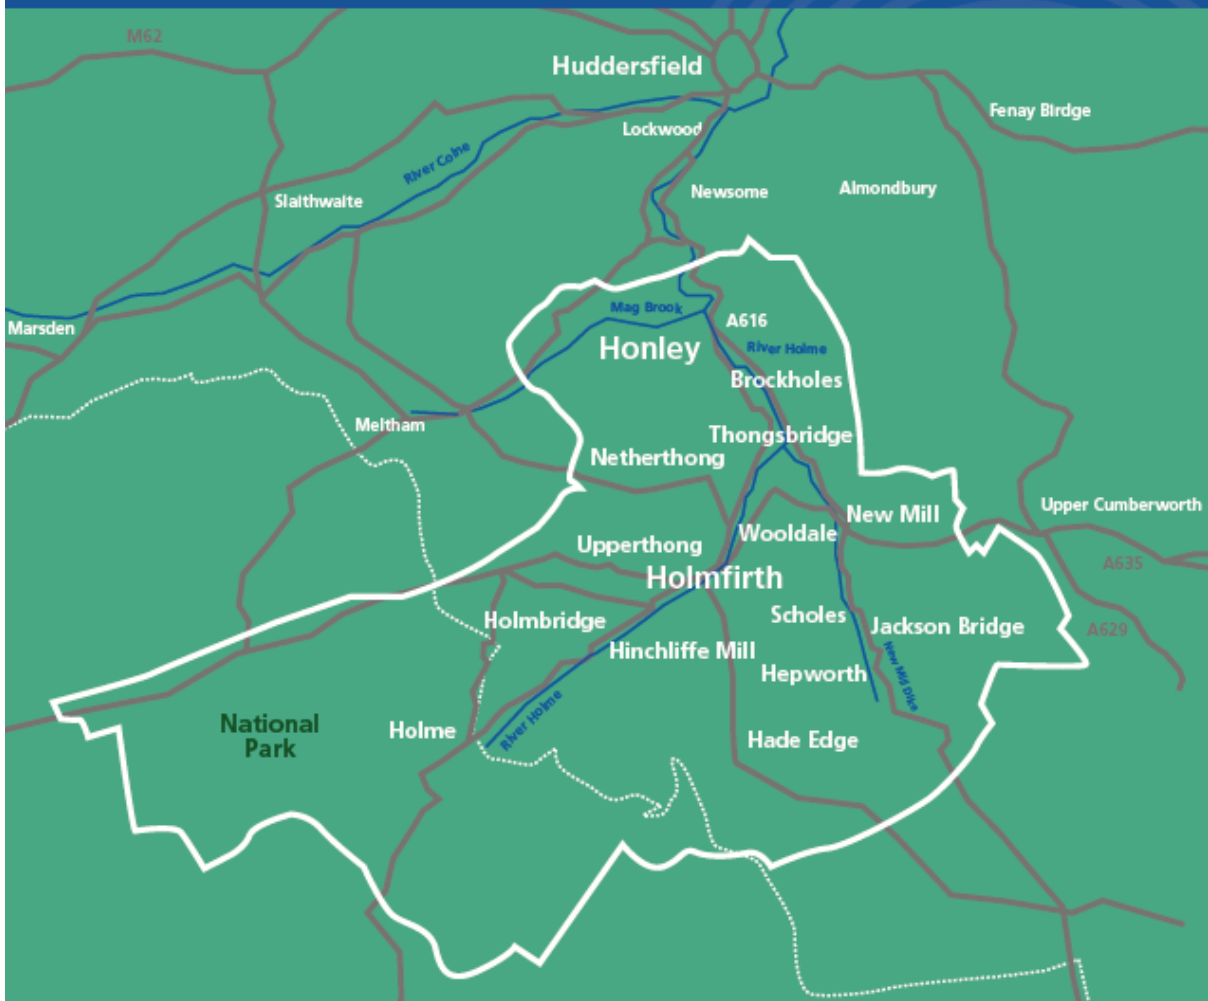 M62
Huddersfield
Fenay Birdge
Lockwood
River Colne
Newsome
Almondbury
Slaithwaite
Mag Brook
A616
Marsden
Honley
River Holme
Brockholes
Meltham
Thongsbridge
Netherthong
Upper Cumberworth
New Mill
Wooldale
Upperthong
A635
Holmfirth
Holmbridge
Scholes
Jackson Bridge
A629
Hinchliffe Mill
Hepworth
New Mill Dike
National
Park
Holme
River Holme
Hade Edge